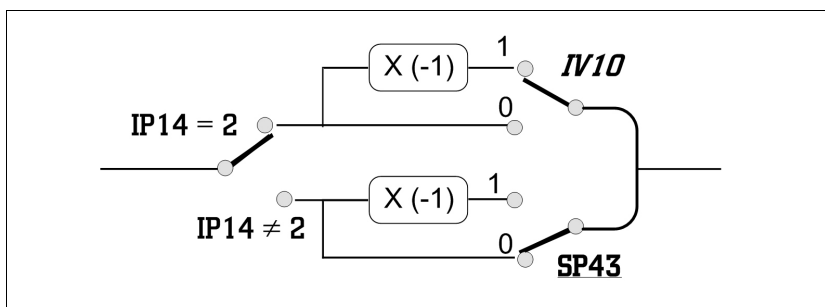 1
X (-1)
IV10
0
IP14 = 2
1
X (-1)
IP14 ≠ 2
0
SP43